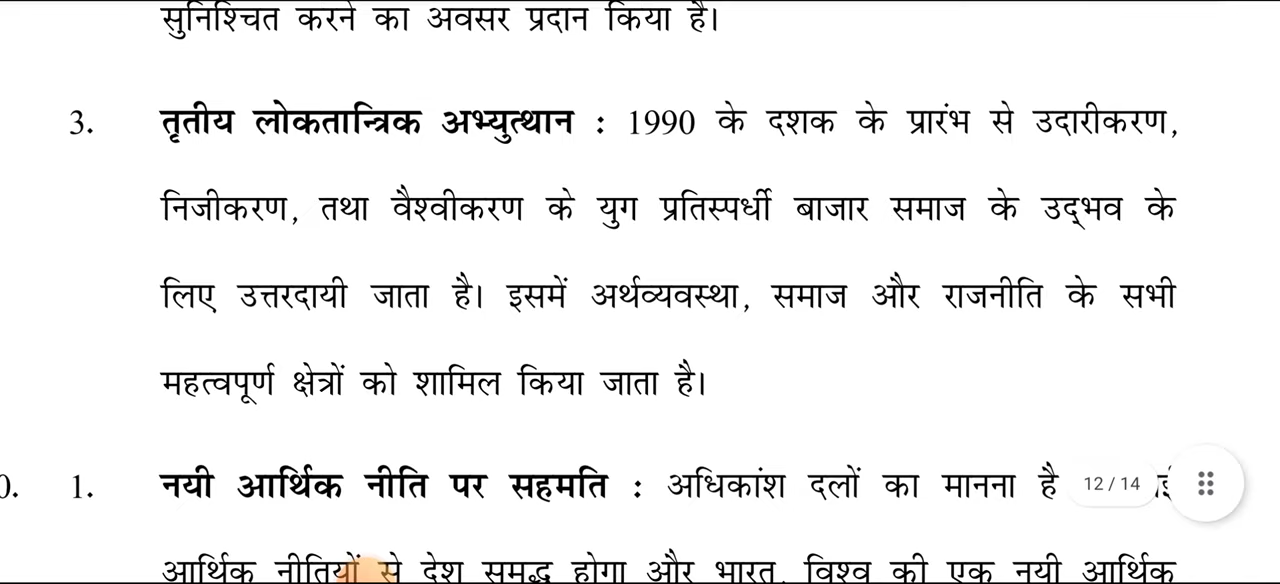 सुनिश्चित करने का अवसर प्रदान किया है।
3. तृतीय लोकतान्त्रिक अभ्युत्थान : 1990 के दशक के प्रारंभ से उदारीकरण,
निजीकरण, तथा वैश्वीकरण के युग प्रतिस्पर्धी बाजार समाज के उद्भव के
लिए उत्तरदायी जाता है। इसमें अर्थव्यवस्था, समाज और राजनीति के सभी
महत्वपूर्ण क्षेत्रों को शामिल किया जाता है।
1. नयी आर्थिक नीति पर सहमति : अधिकांश दलों का मानना है
12 / 14
आर्थिक नीतियों से देश समृद्ध होगा और भारत, विश्व की एक नयी आर्थिक